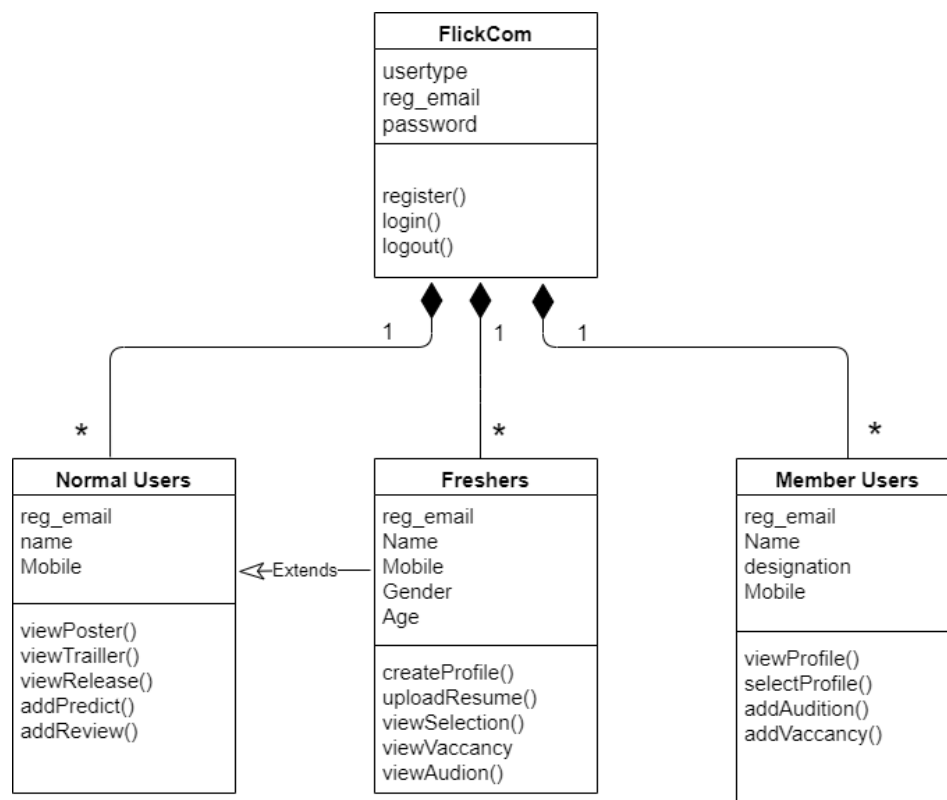 FlickCom
usertype
reg_email
password
register()
login()
logout()
1
1
1
*
*
*
Normal Users
reg_email
name
Mobile
viewPoster()
viewTrailler()
viewRelease()
addPredict()
addReview()
Extends
Freshers
reg_email
Name
Mobile
Gender
Age
createProfile()
uploadResume()
viewSelection()
viewVaccancy
viewAudion()
Member Users
reg_email
Name
designation
Mobile
viewProfile()
selectProfile()
addAudition()
addVaccancy()